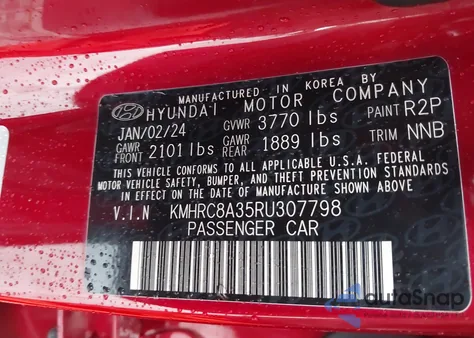 MANUFACTURED IN KOREA BY
HYUNDAI MOTOR COMPANY
JAN/02/24 GVWR 3770 lbs PAINT R2P
GAWR FRONT 2101 lbs GAWR REAR 1889 lbs TRIM NNB
THIS VEHICLE CONFORMS TO ALL APPLICABLE U.S.A. FEDERAL
MOTOR VEHICLE SAFETY, BUMPER, AND THEFT PREVENTION STANDARDS
IN EFFECT ON THE DATE OF MANUFACTURE SHOWN ABOVE.
V.I.N KMHRC8A35RU307798
PASSENGER CAR
autoSnap